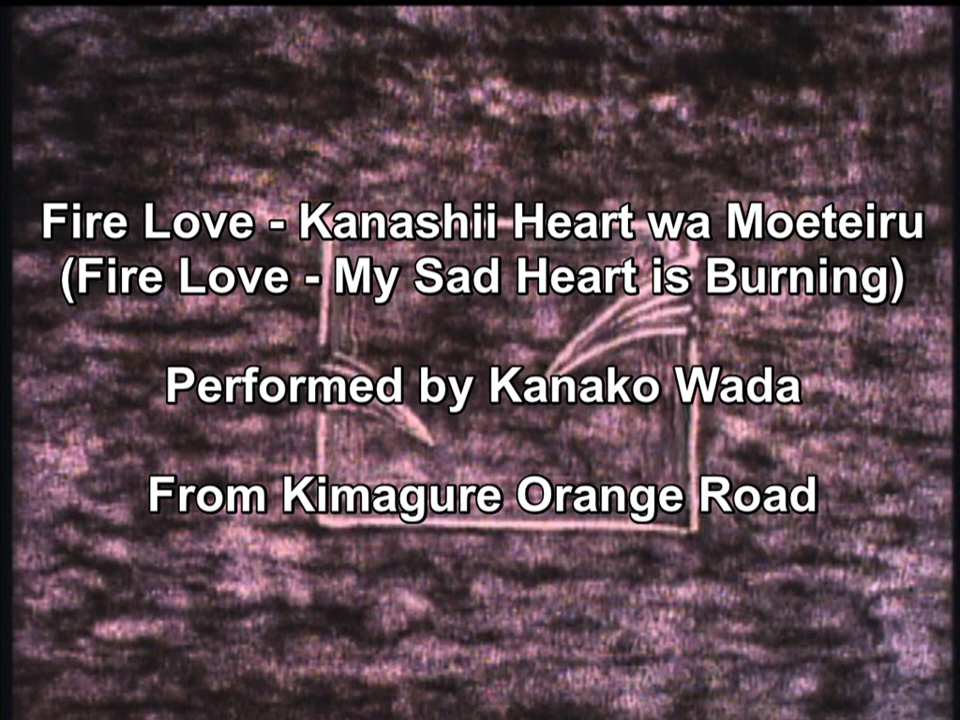 Fire Love - Kanashii Heart wa Moeteiru
(Fire Love - My Sad Heart is Burning)
Performed by Kanako Wada
From Kimagure Orange Road